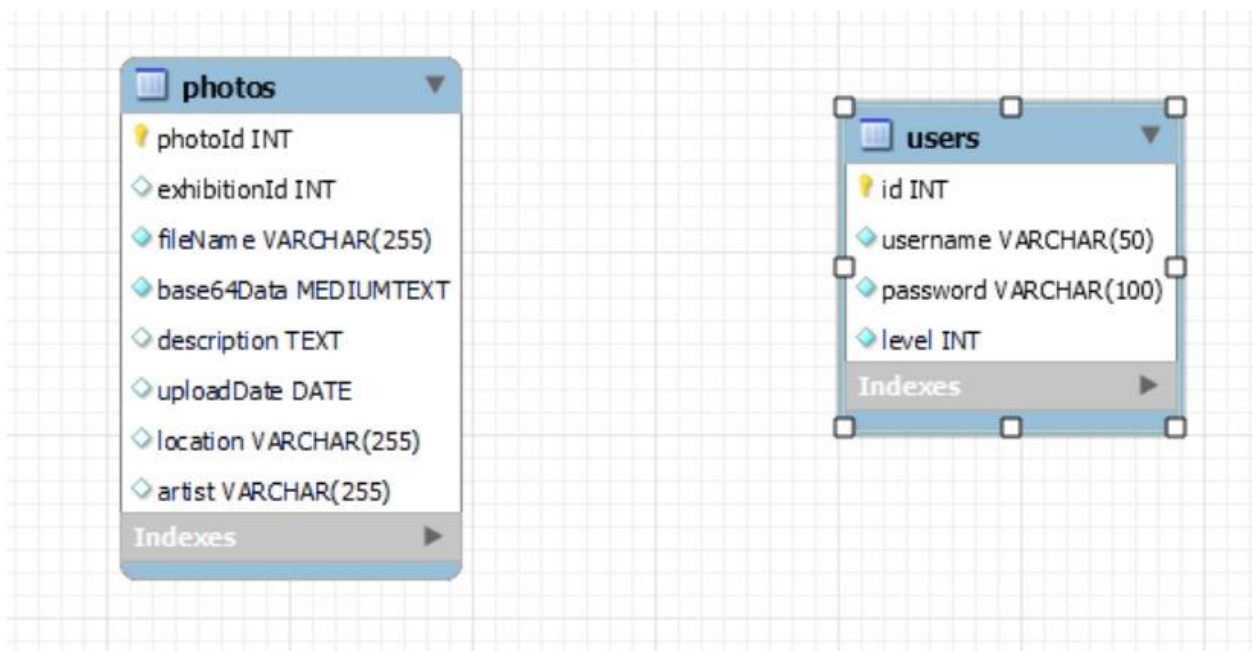 photos
photoId INT
exhibitionId INT
fileName VARCHAR(255)
base64Data MEDIUMTEXT
description TEXT
uploadDate DATE
location VARCHAR(255)
artist VARCHAR(255)
Indexes
users
id INT
username VARCHAR(50)
password VARCHAR(100)
level INT
Indexes